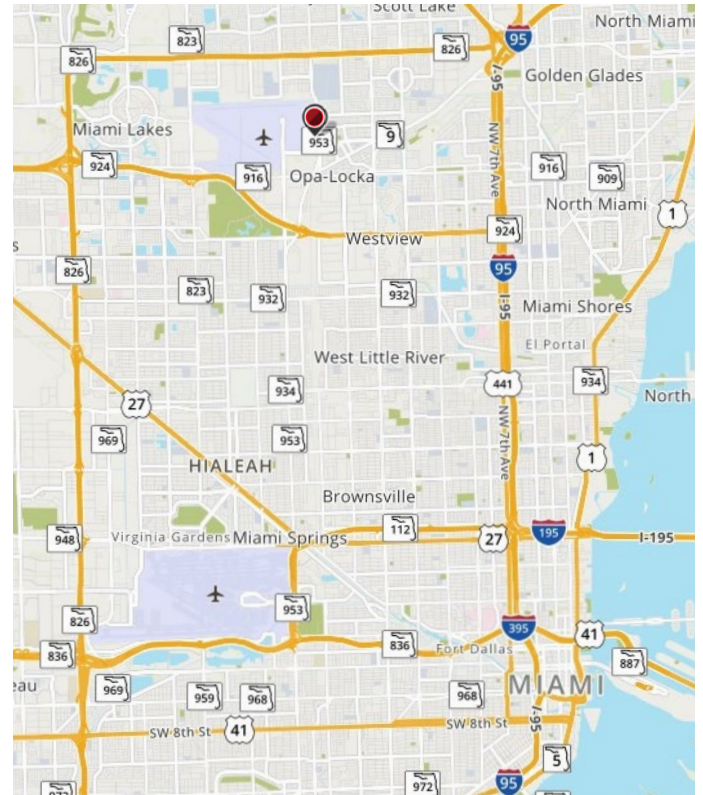 Scott Lake
North Miami
823
826
95
826
I-95
Golden Glades
Miami Lakes
953
9
924
916
Opa-Locka
NW 7th Ave
916
909
North Miami
1
924
Westview
s
826
95
823
932
932
I-95
Miami Shores
El Portal
West Little River
934
441
934
27
North
969
953
NW 7th Ave
1
HIALEAH
Brownsville
948
Virginia Gardens
Miami Springs
112
27
195
I-195
826
953
395
41
836
836
Fort Dallas
887
eau
969
959
968
968
MIAMI
SW 8th St
41
SW 8th St
I-95
5
972
95